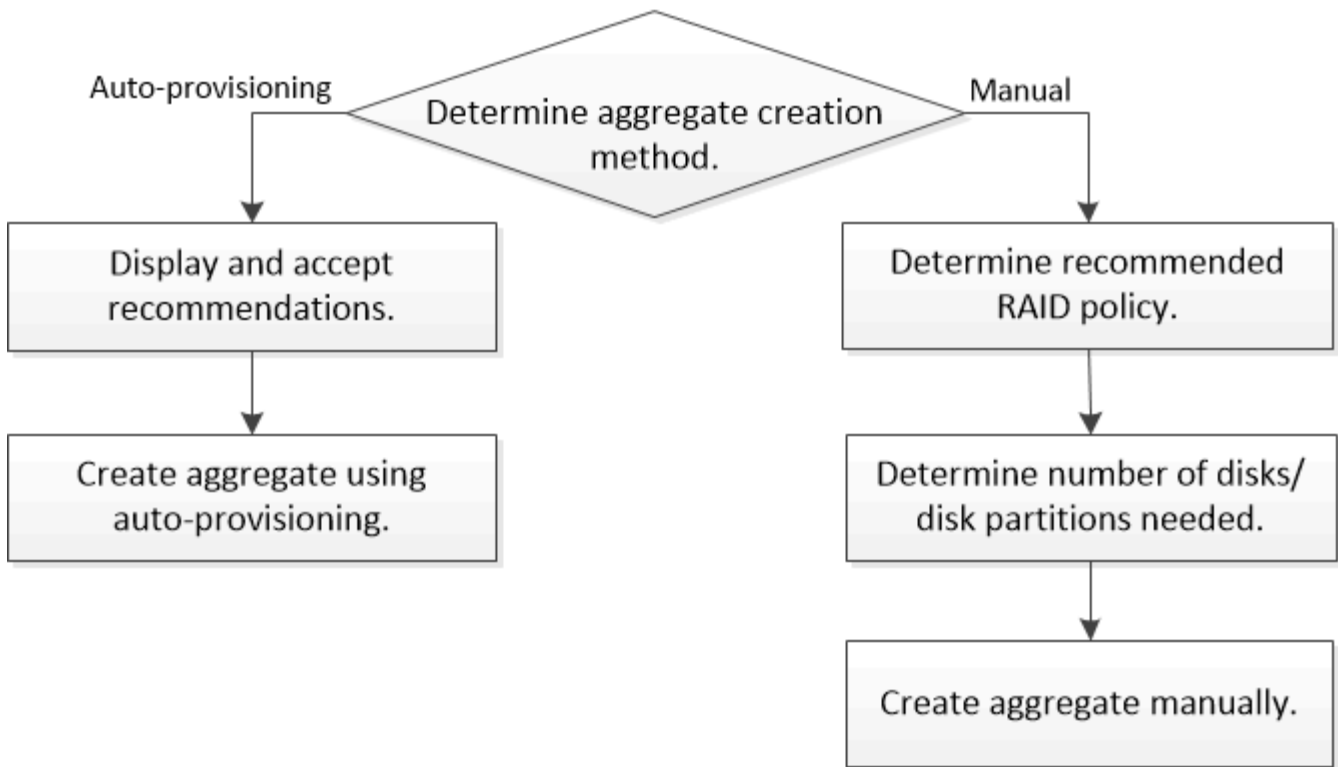 Auto-provisioning
Manual
Determine aggregate creation
method.
Display and accept
recommendations.
Determine recommended
RAID policy.
Create aggregate using
auto-provisioning.
Determine number of disks/
disk partitions needed.
Create aggregate manually.